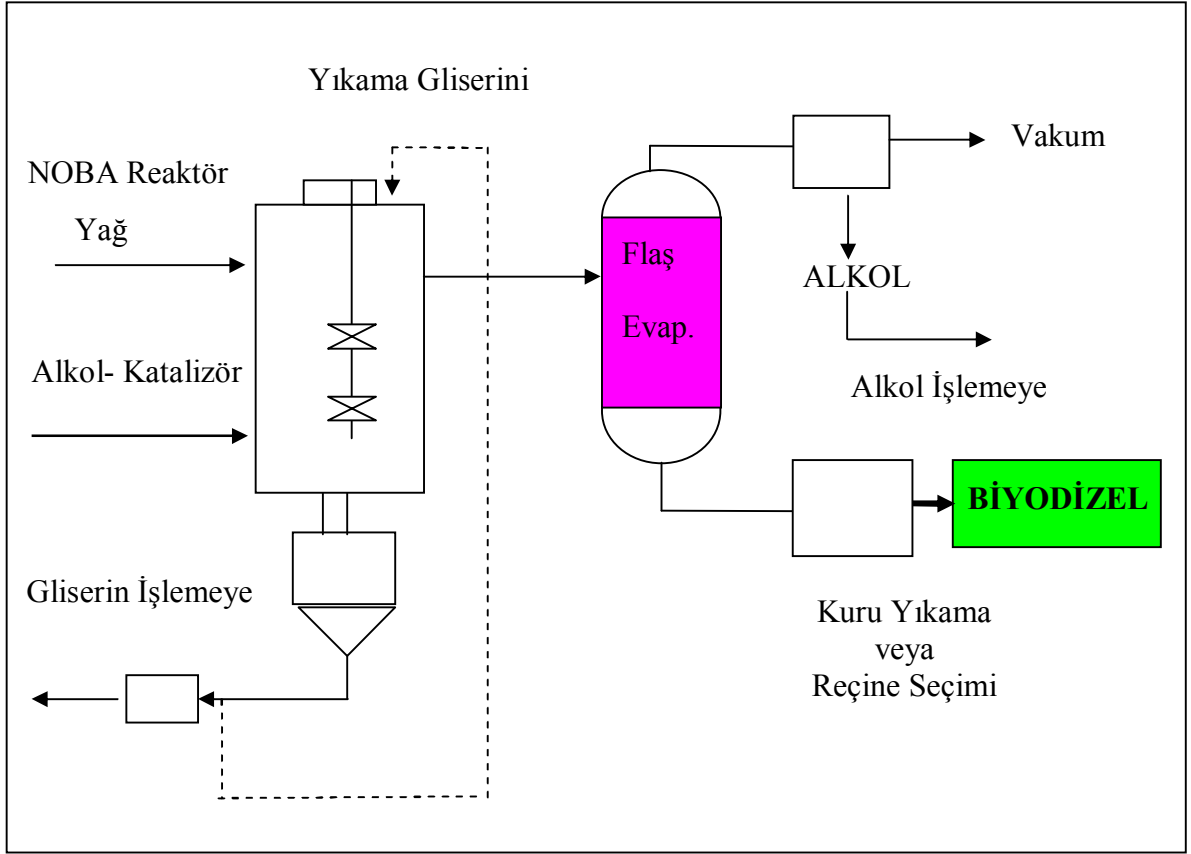 Yıkama Gliserini
Vakum
NOBA Reaktör
Yağ
Flaş
Evap.
ALKOL
Alkol- Katalizör
Alkol İşlemeye
BİYODİZEL
Gliserin İşlemeye
Kuru Yıkama
veya
Reçine Seçimi